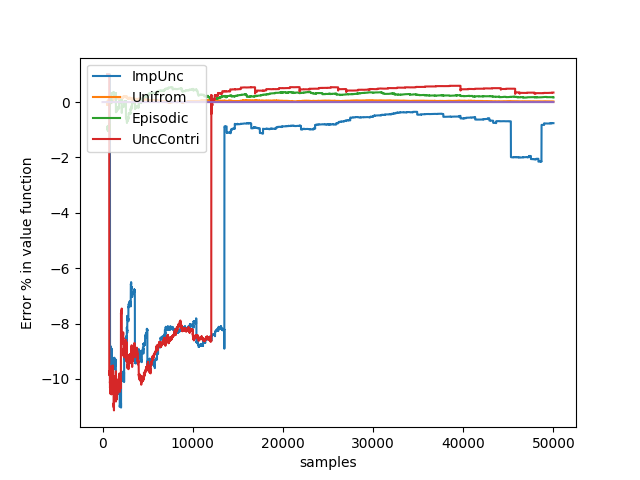 ImpUnc
Unifrom
Episodic
UncContri
Error % in value function
0
−2
−4
−6
−8
−10
0 10000 20000 30000 40000 50000
samples